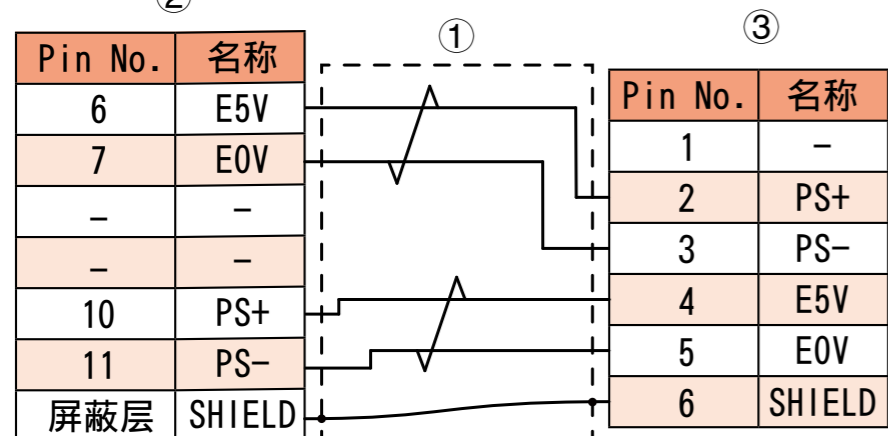 ②
①
③
Pin No. 名称
6 E5V
7 E0V
– –
– –
10 PS+
11 PS–
屏蔽层 SHIELD
Pin No. 名称
1 –
2 PS+
3 PS–
4 E5V
5 E0V
6 SHIELD